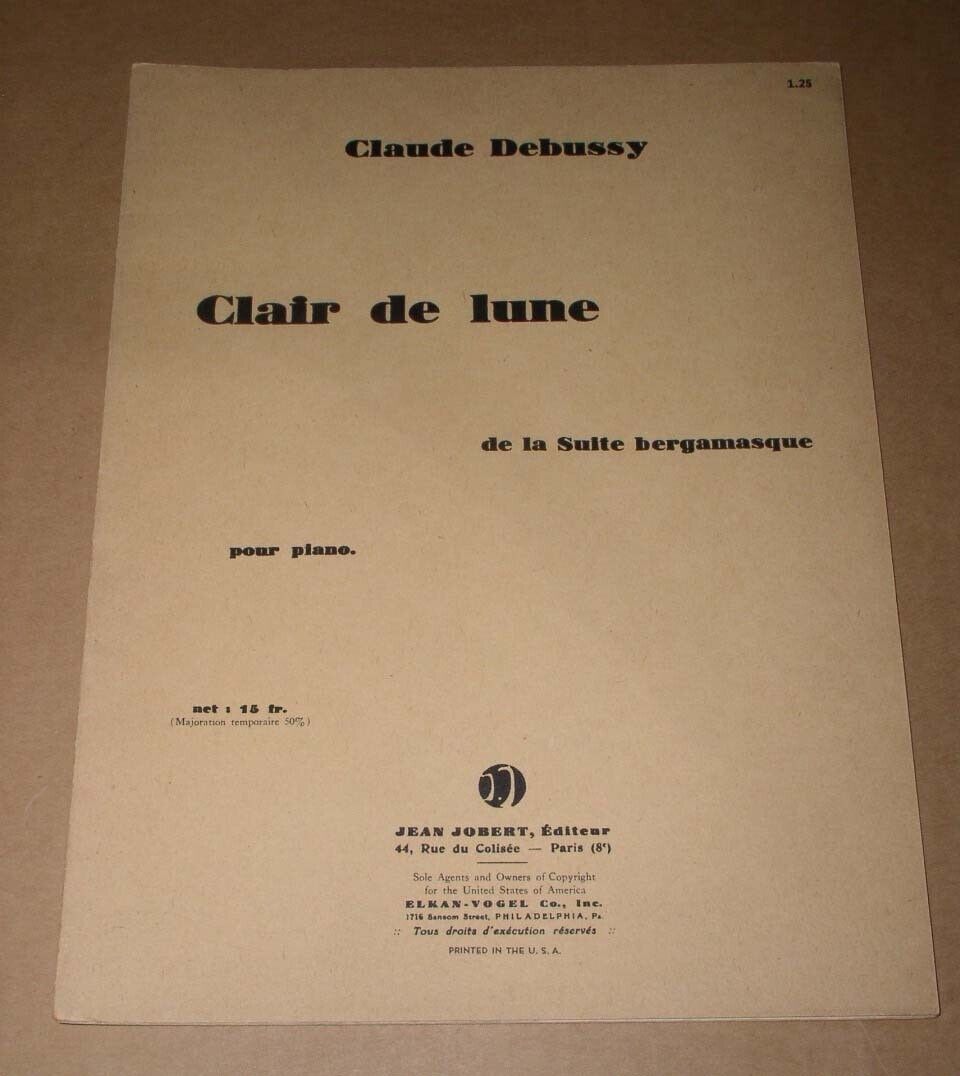 1.25
Claude Debussy
Clair de lune
de la Suite bergamasque
pour piano.
net : 15 fr.
(Majoration temporaire 50%)
J.J
JEAN JOBERT, Éditeur
44, Rue du Colisée — Paris (8ᵉ)
Sole Agents and Owners of Copyright
for the United States of America
ELKAN-VOGEL Co., Inc.
1716 Sansom Street, PHILADELPHIA, Pa.
:: Tous droits d'exécution réservés ::
PRINTED IN THE U. S. A.